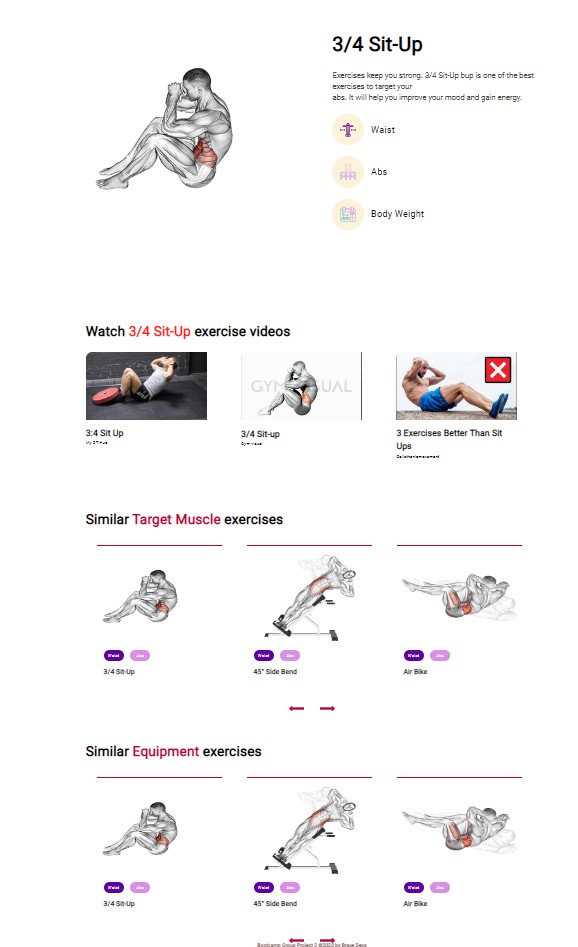 3/4 Sit-Up
Exercises keep you strong. 3/4 Sit-Up bup is one of the best
exercises to target your
abs. It will help you improve your mood and gain energy.
Waist
Abs
Body Weight
Watch 3/4 Sit-Up exercise videos
GYM VISUAL
3:4 Sit Up
My PT Hub
3/4 Sit-up
Gym visual
3 Exercises Better Than Sit
Ups
Similar Target Muscle exercises
Waist
Abs
3/4 Sit-Up
Waist
Abs
45° Side Bend
Waist
Abs
Air Bike
Similar Equipment exercises
Waist
Abs
3/4 Sit-Up
Waist
Abs
45° Side Bend
Waist
Abs
Air Bike
Bootcamp Group Project 2 ©2023 by Brave Devs